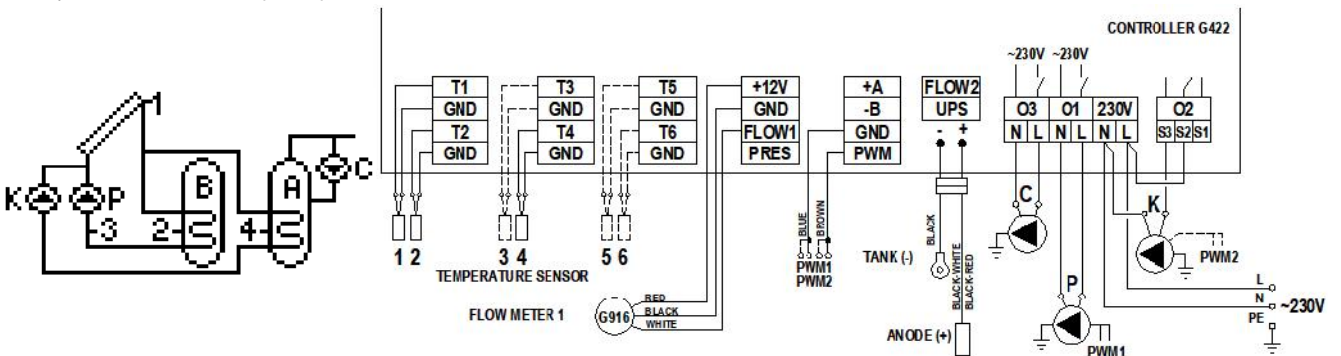 CONTROLLER G422
~230V ~230V
T1 T3 T5 +12V +A FLOW2 O3 O1 230V O2
GND GND GND GND -B UPS N L N L N L S3 S2 S1
T2 T4 T6 FLOW1 GND - +
GND GND GND PRES PWM
1
B A C
K P
3 2 4
C K
BLUE BROWN
BLACK
BLACK-WHITE
BLACK-RED
1 2 3 4 5 6
PWM1
PWM2
TANK (-)
PWM2
TEMPERATURE SENSOR
P
L
N ~230V
PE
RED
FLOW METER 1 G916 BLACK
WHITE
ANODE (+)
PWM1